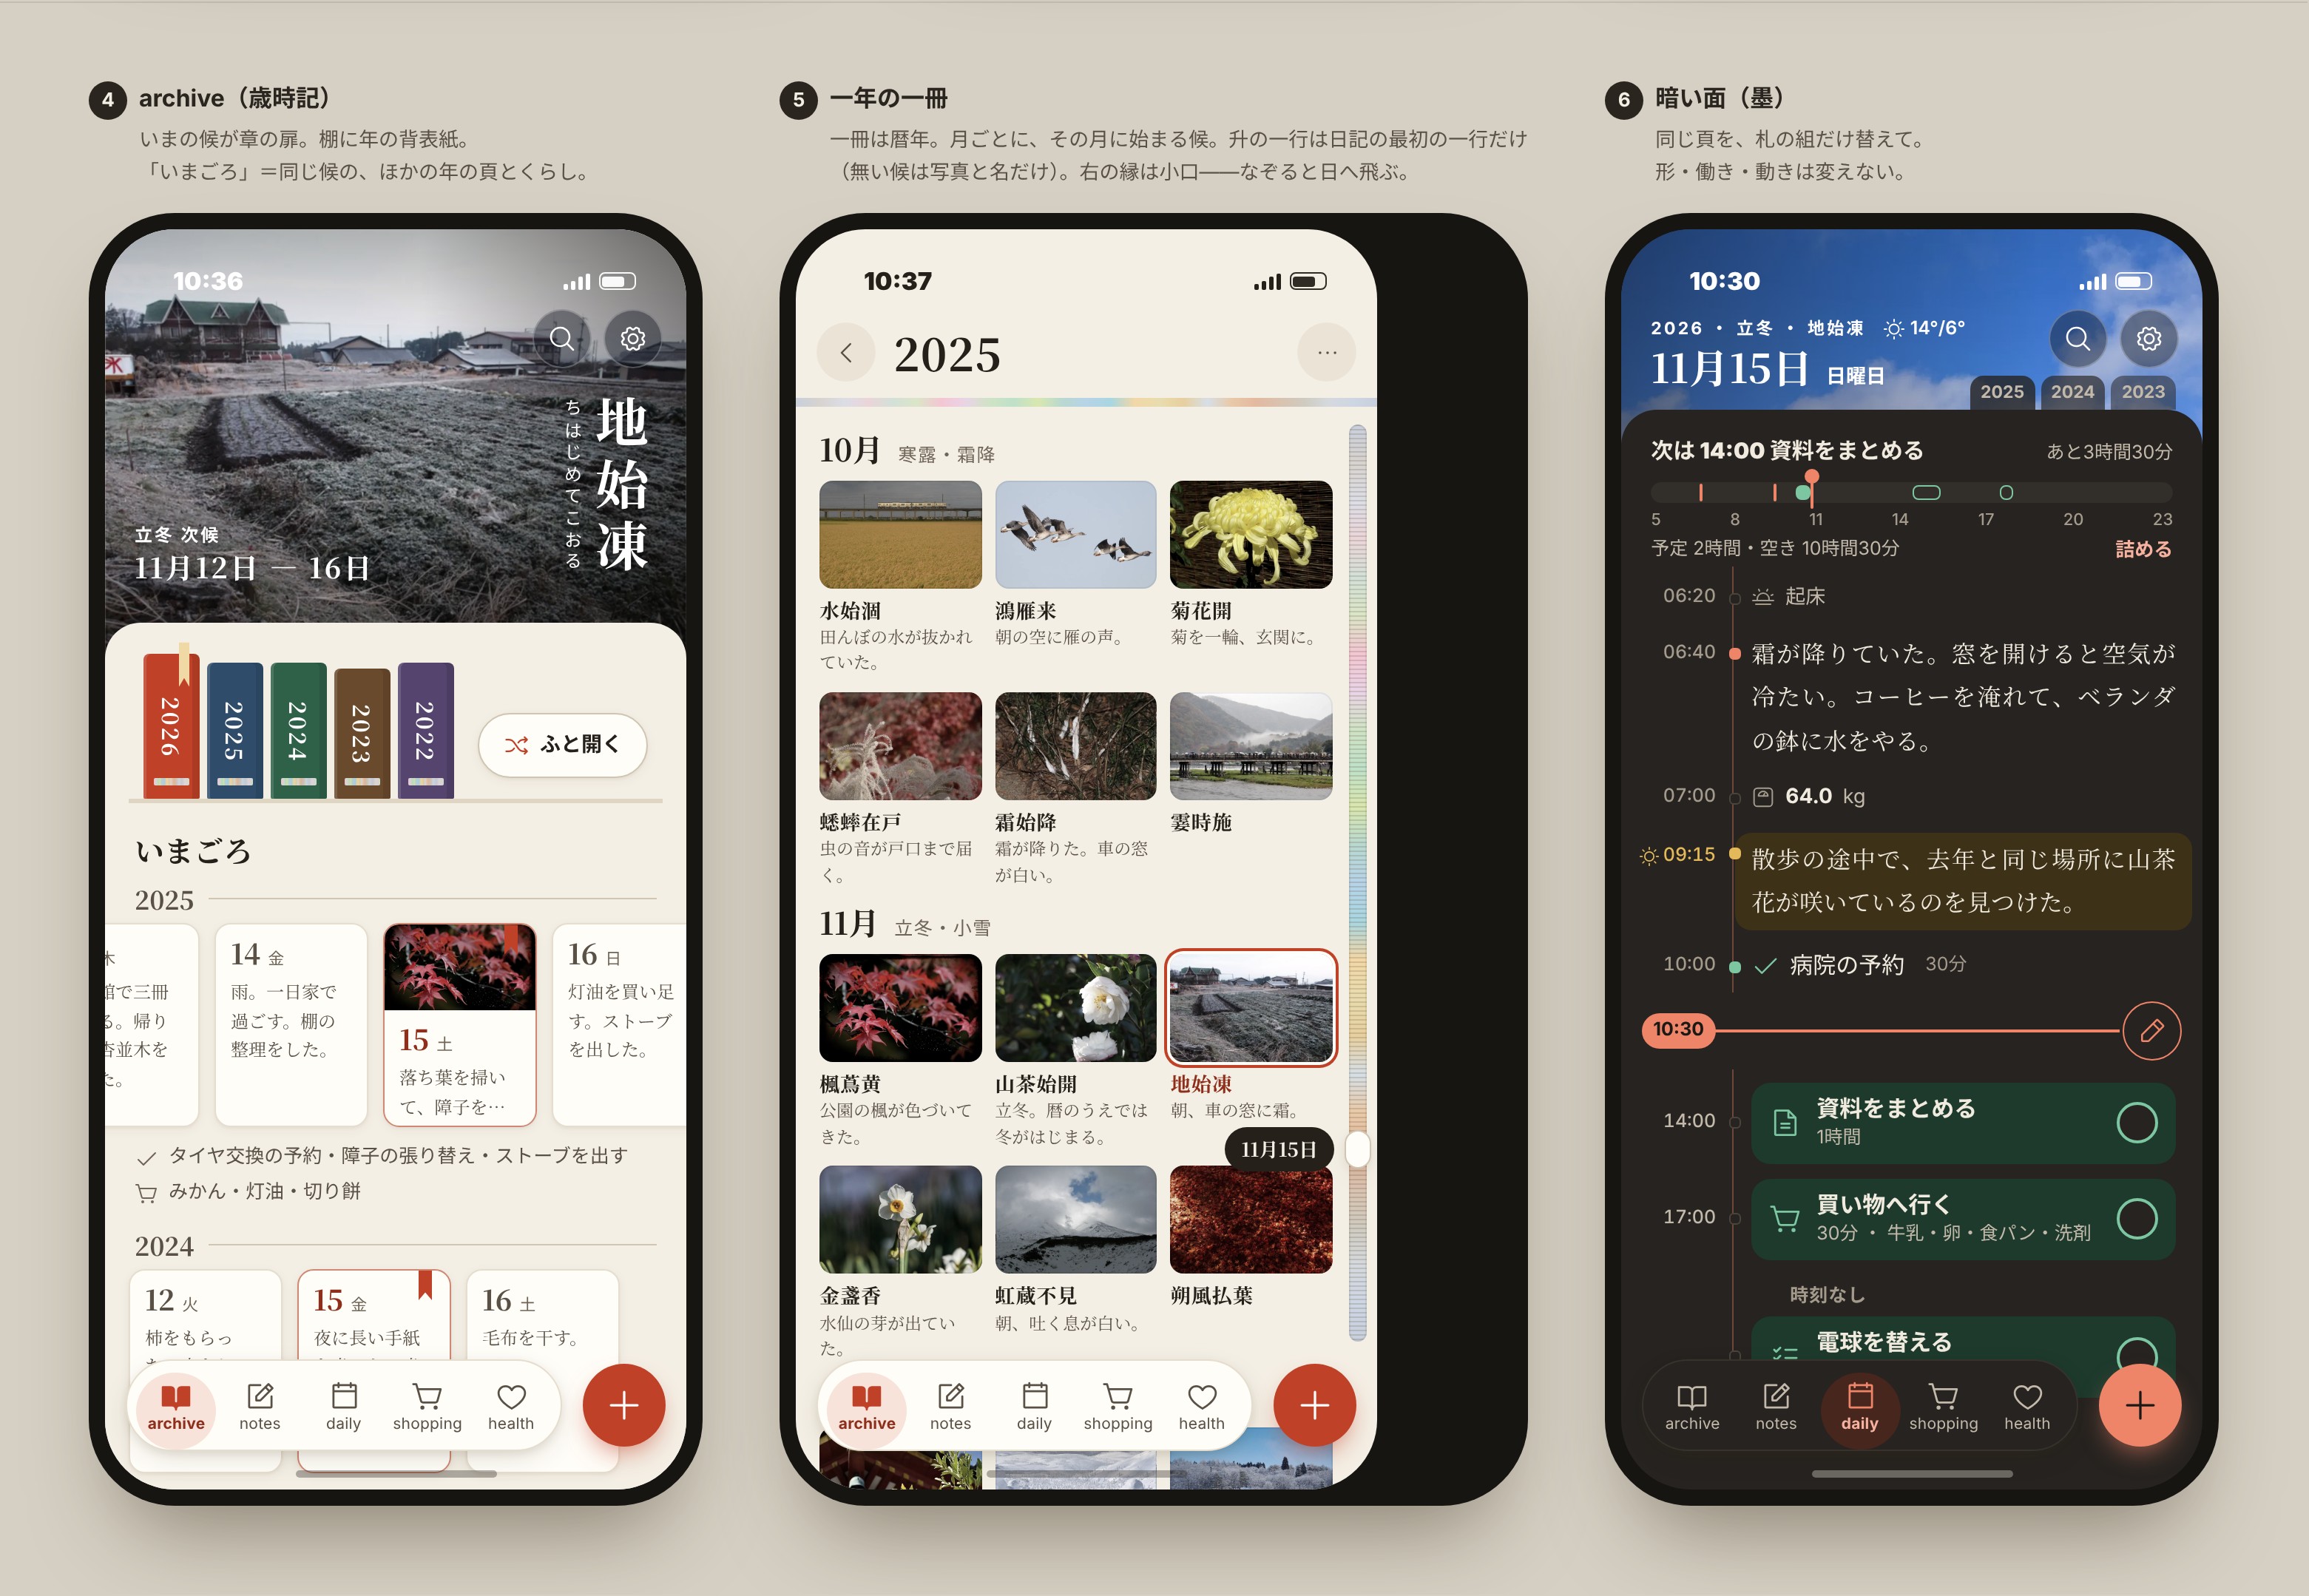 4 archive（歳時記）
いまの候が章の扉。棚に年の背表紙。
「いまごろ」＝同じ候の、ほかの年の頁とくらし。
10:36
地始凍
ちはじめてこおる
立冬 次候
11月12日 — 16日
2026
2025
2024
2023
2022
ふと開く
いまごろ
2025
木
館で三冊
る。帰り
杏並木を
た。
14 金
雨。一日家で
過ごす。棚の
整理をした。
15 土
落ち葉を掃い
て、障子を…
16 日
灯油を買い足
す。ストーブ
を出した。
タイヤ交換の予約・障子の張り替え・ストーブを出す
みかん・灯油・切り餅
2024
12 火
柿をもらっ
15 金
夜に長い手紙
16 土
毛布を干す。
archive
notes
daily
shopping
health
5 一年の一冊
一冊は暦年。月ごとに、その月に始まる候。升の一行は日記の最初の一行だけ
（無い候は写真と名だけ）。右の縁は小口——なぞると日へ飛ぶ。
10:37
2025
10月 寒露・霜降
水始涸
田んぼの水が抜かれ
ていた。
鴻雁来
朝の空に雁の声。
菊花開
菊を一輪、玄関に。
蟋蟀在戸
虫の音が戸口まで届
く。
霜始降
霜が降りた。車の窓
が白い。
霎時施
11月 立冬・小雪
楓蔦黄
公園の楓が色づいて
きた。
山茶始開
立冬。暦のうえでは
冬がはじまる。
地始凍
朝、車の窓に霜。
11月15日
金盞香
水仙の芽が出てい
た。
虹蔵不見
朝、吐く息が白い。
朔風払葉
archive
notes
daily
shopping
health
6 暗い面（墨）
同じ頁を、札の組だけ替えて。
形・働き・動きは変えない。
10:30
2026 ・ 立冬 ・ 地始凍 14°/6°
11月15日 日曜日
2025
2024
2023
次は 14:00 資料をまとめる
あと3時間30分
5 8 11 14 17 20 23
予定 2時間・空き 10時間30分
詰める
06:20 起床
06:40 霜が降りていた。窓を開けると空気が
冷たい。コーヒーを淹れて、ベランダ
の鉢に水をやる。
07:00 64.0 kg
09:15 散歩の途中で、去年と同じ場所に山茶
花が咲いているのを見つけた。
10:00 病院の予約 30分
10:30
14:00 資料をまとめる
1時間
17:00 買い物へ行く
30分 ・ 牛乳・卵・食パン・洗剤
時刻なし
電球を替える
archive
notes
daily
shopping
health